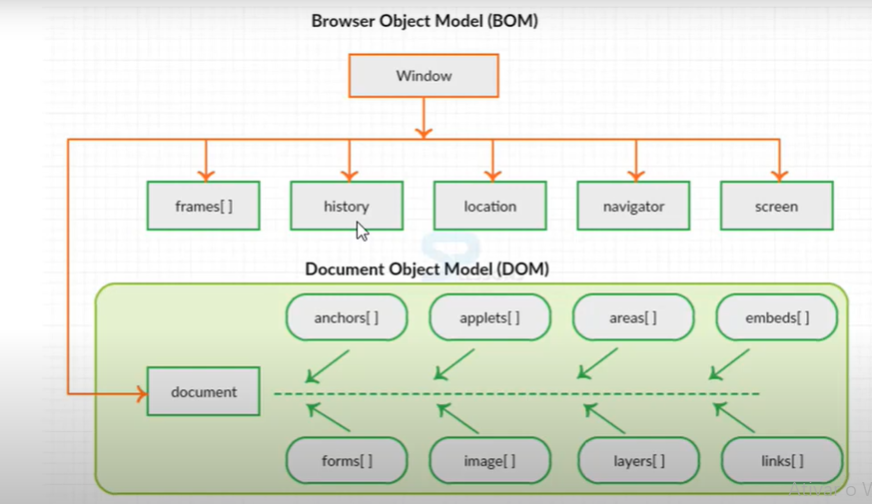 Browser Object Model (BOM)
Window
frames[ ]
history
location
navigator
screen
Document Object Model (DOM)
anchors[ ]
applets[ ]
areas[ ]
embeds[ ]
document
forms[ ]
image[ ]
layers[ ]
links[ ]
Ativar o